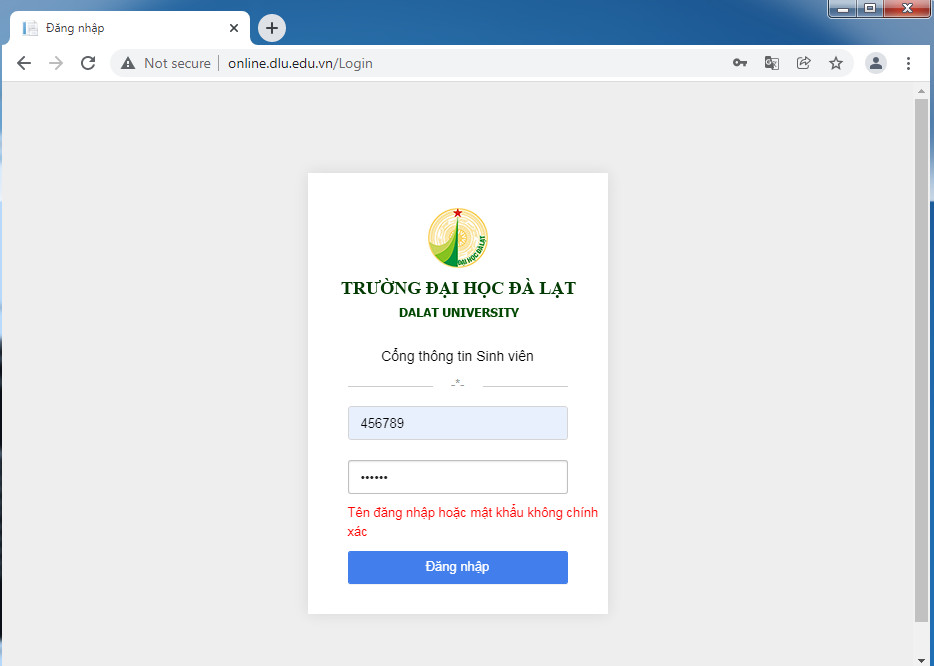 Đăng nhập
Not secure
online.dlu.edu.vn/Login
ĐẠI HỌC ĐÀ LẠT
TRƯỜNG ĐẠI HỌC ĐÀ LẠT
DALAT UNIVERSITY
Cổng thông tin Sinh viên
-*-
456789
••••••
Tên đăng nhập hoặc mật khẩu không chính
xác
Đăng nhập